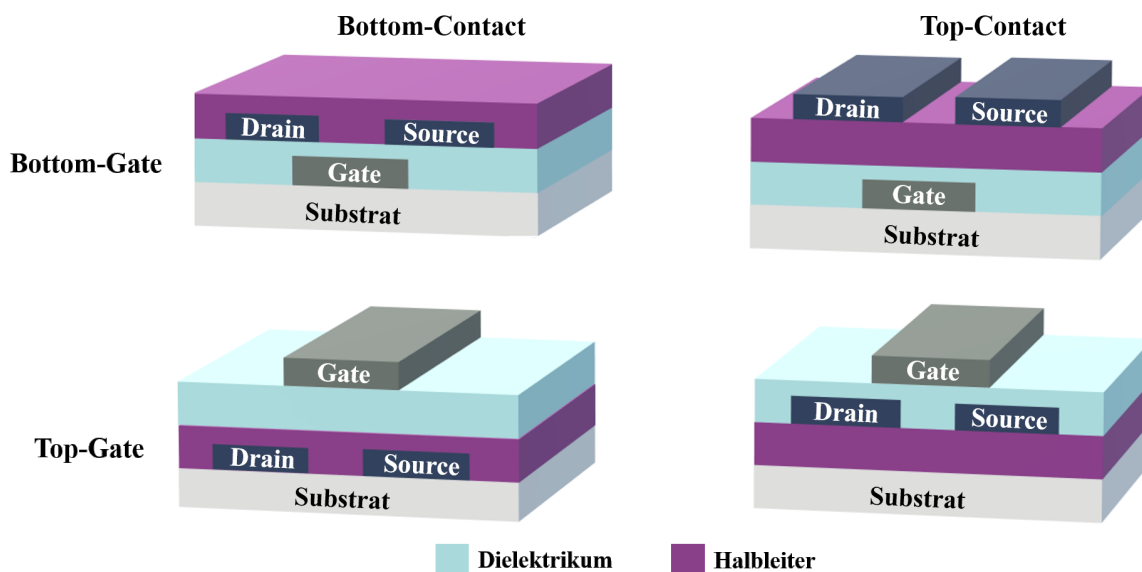 Bottom-Contact
Top-Contact
Bottom-Gate
Drain
Source
Gate
Substrat
Drain
Source
Gate
Substrat
Top-Gate
Gate
Drain
Source
Substrat
Gate
Drain
Source
Substrat
Dielektrikum
Halbleiter